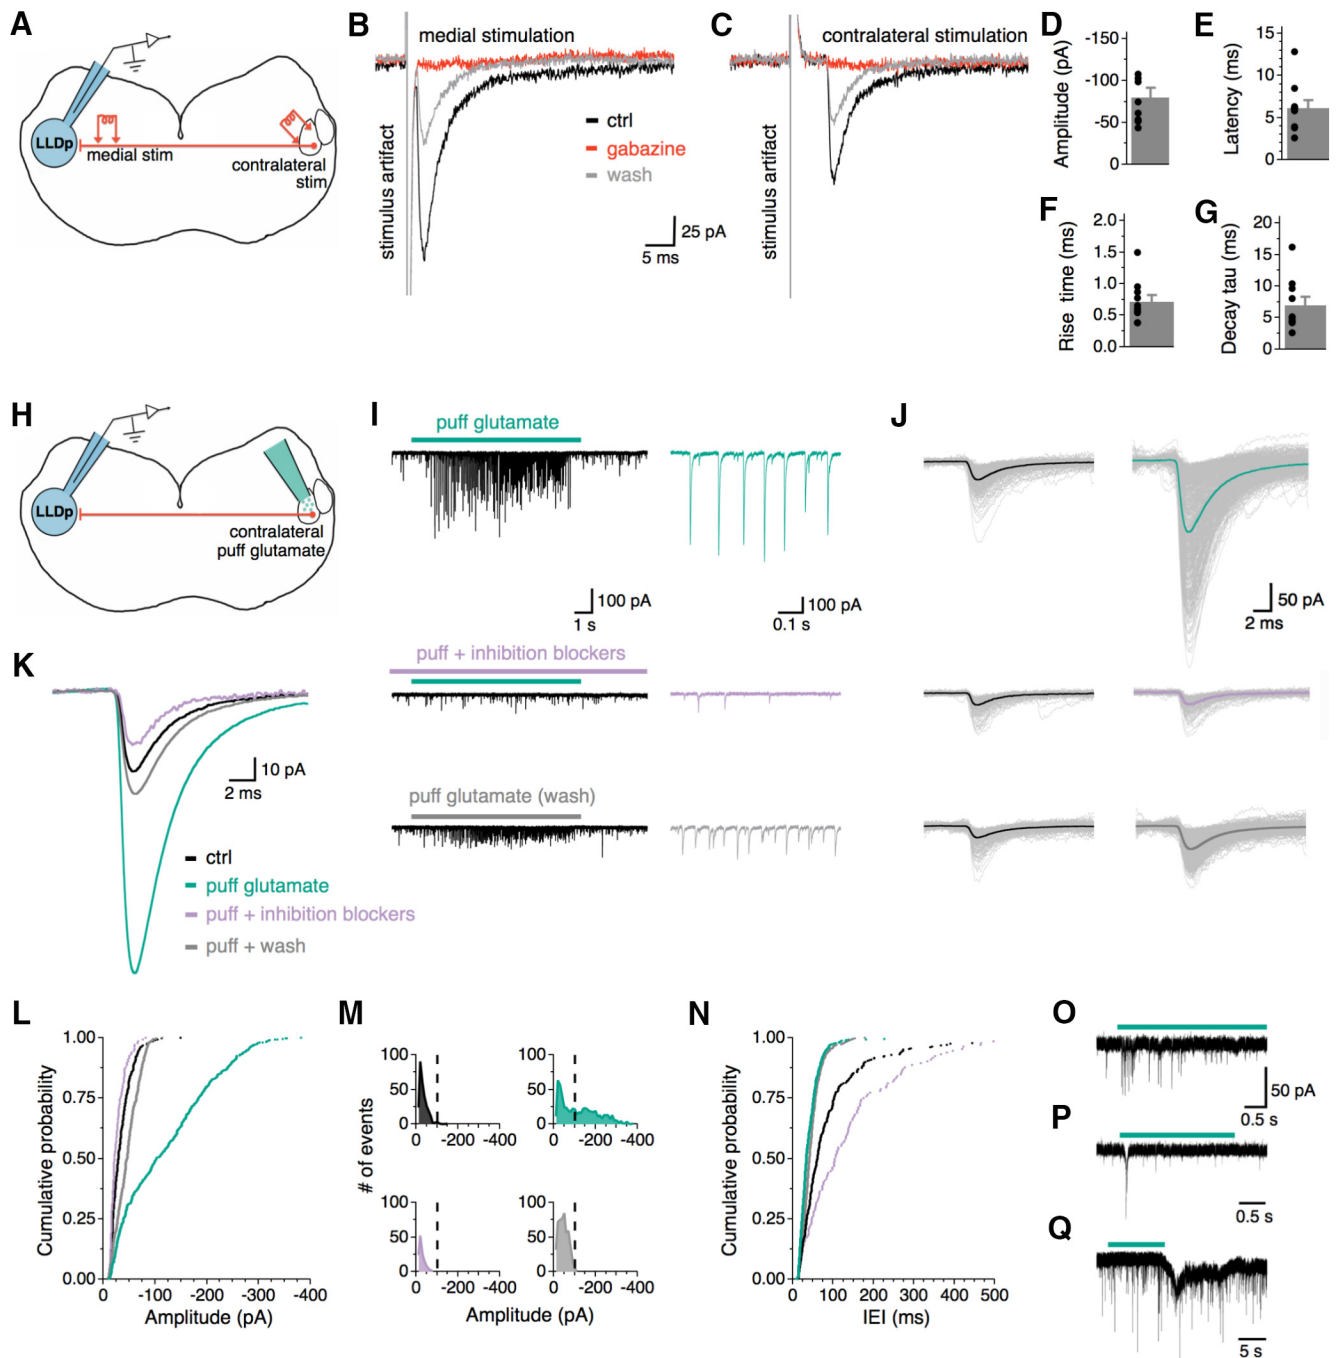 A
LLDp
medial stim
contralateral
stim
B
medial stimulation
stimulus artifact
ctrl
gabazine
wash
25 pA
5 ms
C
contralateral stimulation
stimulus artifact
D
Amplitude (pA)
-150
-100
-50
0
E
Latency (ms)
15
10
5
0
F
Rise time (ms)
2.0
1.5
1.0
0.5
0.0
G
Decay tau (ms)
20
15
10
5
0
H
LLDp
contralateral
puff glutamate
I
puff glutamate
100 pA
1 s
100 pA
0.1 s
puff + inhibition blockers
puff glutamate (wash)
J
50 pA
2 ms
K
10 pA
2 ms
ctrl
puff glutamate
puff + inhibition blockers
puff + wash
L
Cumulative probability
1.00
0.75
0.50
0.25
0.00
0 -100 -200 -300 -400
Amplitude (pA)
M
# of events
100
50
0
0 -200 -400
100
50
0
0 -200 -400
100
50
0
0 -200 -400
100
50
0
0 -200 -400
Amplitude (pA)
N
Cumulative probability
1.00
0.75
0.50
0.25
0.00
0 100 200 300 400 500
IEI (ms)
O
50 pA
0.5 s
P
0.5 s
Q
5 s